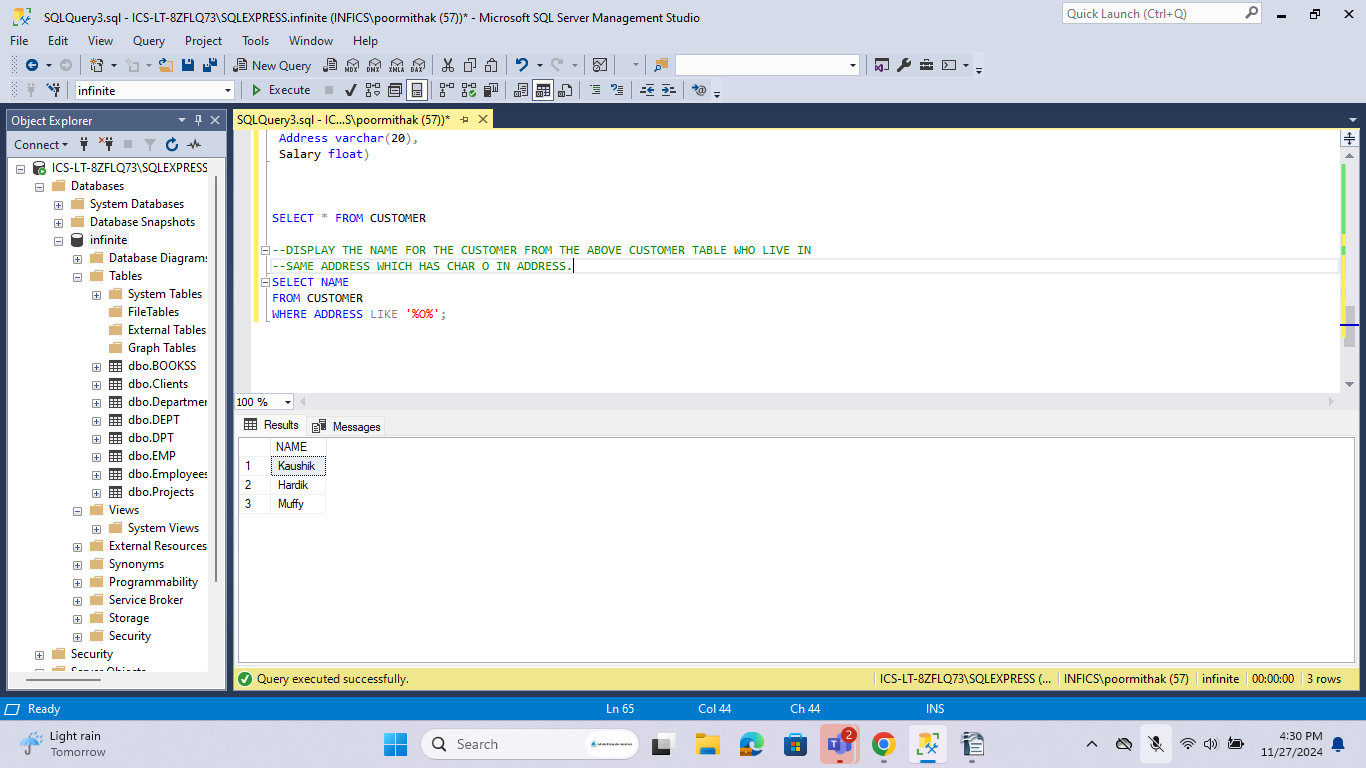 SQLQuery3.sql - ICS-LT-8ZFLQ73\SQLEXPRESS.infinite (INFICS\poormithak (57))* - Microsoft SQL Server Management Studio
Quick Launch (Ctrl+Q)
File Edit View Query Project Tools Window Help
New Query MDX DMX XMLA DAX
infinite Execute
Object Explorer
SQLQuery3.sql - IC...S\poormithak (57))*
Connect
ICS-LT-8ZFLQ73\SQLEXPRESS
Databases
System Databases
Database Snapshots
infinite
Database Diagrams
Tables
System Tables
FileTables
External Tables
Graph Tables
dbo.BOOKSS
dbo.Clients
dbo.Departmen
dbo.DEPT
dbo.DPT
dbo.EMP
dbo.Employees
dbo.Projects
Views
System Views
External Resources
Synonyms
Programmability
Service Broker
Storage
Security
Security
Server Objects
Address varchar(20),
Salary float)
SELECT * FROM CUSTOMER
--DISPLAY THE NAME FOR THE CUSTOMER FROM THE ABOVE CUSTOMER TABLE WHO LIVE IN
--SAME ADDRESS WHICH HAS CHAR O IN ADDRESS.
SELECT NAME
FROM CUSTOMER
WHERE ADDRESS LIKE '%O%';
100 %
Results Messages
NAME
1 Kaushik
2 Hardik
3 Muffy
Query executed successfully. ICS-LT-8ZFLQ73\SQLEXPRESS (... INFICS\poormithak (57) infinite 00:00:00 3 rows
Ready Ln 65 Col 44 Ch 44 INS
Light rain
Tomorrow
Search
2
4:30 PM
11/27/2024